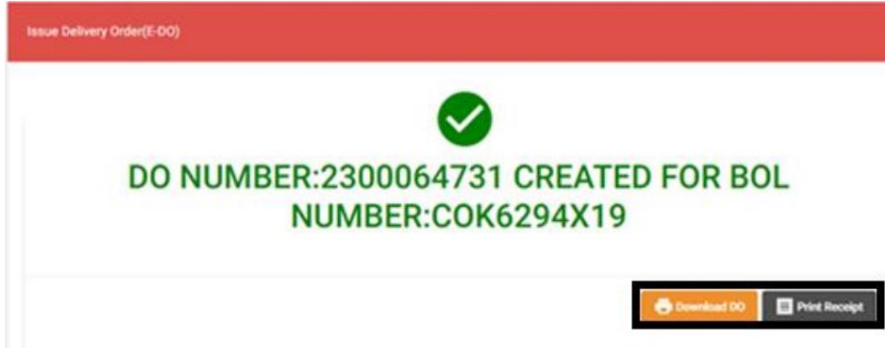 Issue Delivery Order(E-DO)
DO NUMBER:2300064731 CREATED FOR BOL
NUMBER:COK6294X19
Download DO
Print Receipt